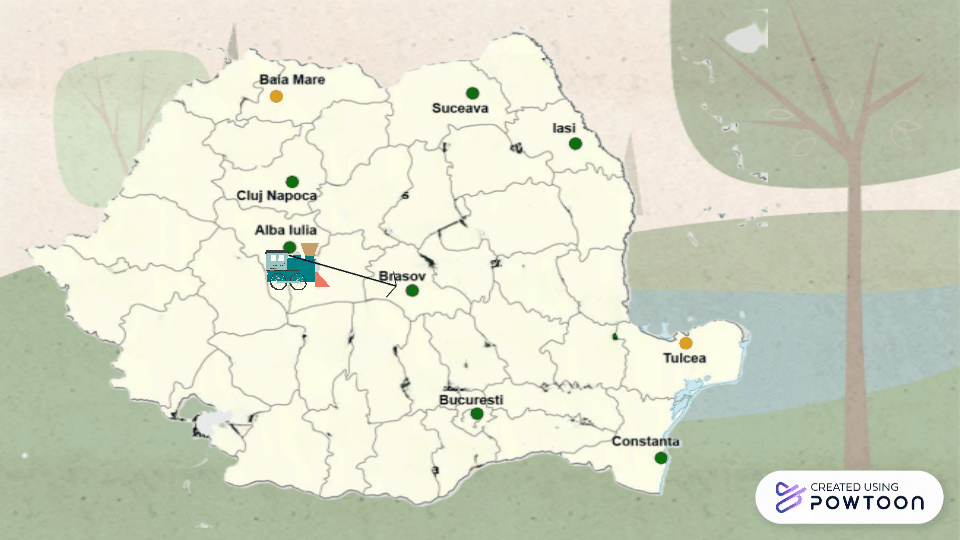 Baia Mare
Suceava
Iasi
Cluj Napoca
Alba Iulia
Brasov
Tulcea
Bucuresti
Constanta
CREATED USING
POWTOON